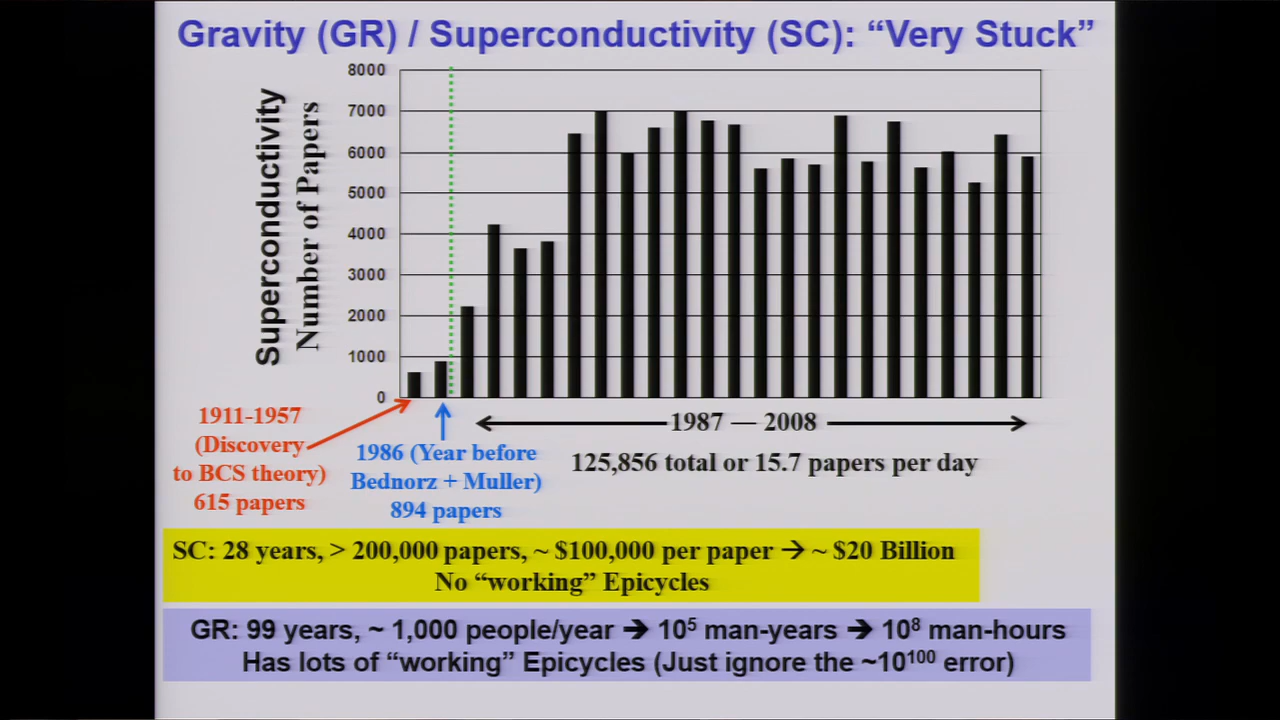 Gravity (GR) / Superconductivity (SC): “Very Stuck”
Superconductivity
Number of Papers
8000
7000
6000
5000
4000
3000
2000
1000
0
1911-1957
(Discovery
to BCS theory)
615 papers
1986 (Year before
Bednorz + Muller)
894 papers
1987 — 2008
125,856 total or 15.7 papers per day
SC: 28 years, > 200,000 papers, ~ $100,000 per paper → ~ $20 Billion
No “working” Epicycles
GR: 99 years, ~ 1,000 people/year → 10⁵ man-years → 10⁸ man-hours
Has lots of “working” Epicycles (Just ignore the ~10¹⁰⁰ error)